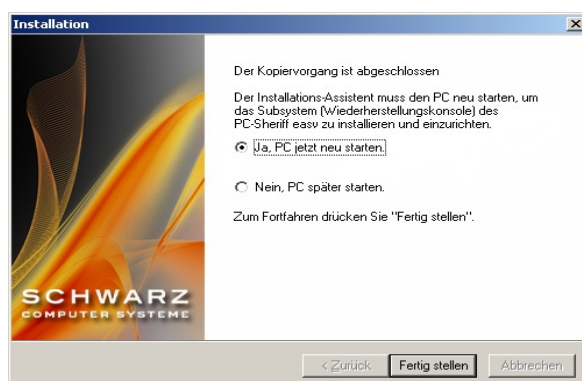 Installation
Der Kopiervorgang ist abgeschlossen
Der Installations-Assistent muss den PC neu starten, um
das Subsystem (Wiederherstellungskonsole) des
PC-Sheriff easy zu installieren und einzurichten.
Ja, PC jetzt neu starten.
Nein, PC später starten.
Zum Fortfahren drücken Sie "Fertig stellen".
SCHWARZ
COMPUTER SYSTEME
< Zurück
Fertig stellen
Abbrechen